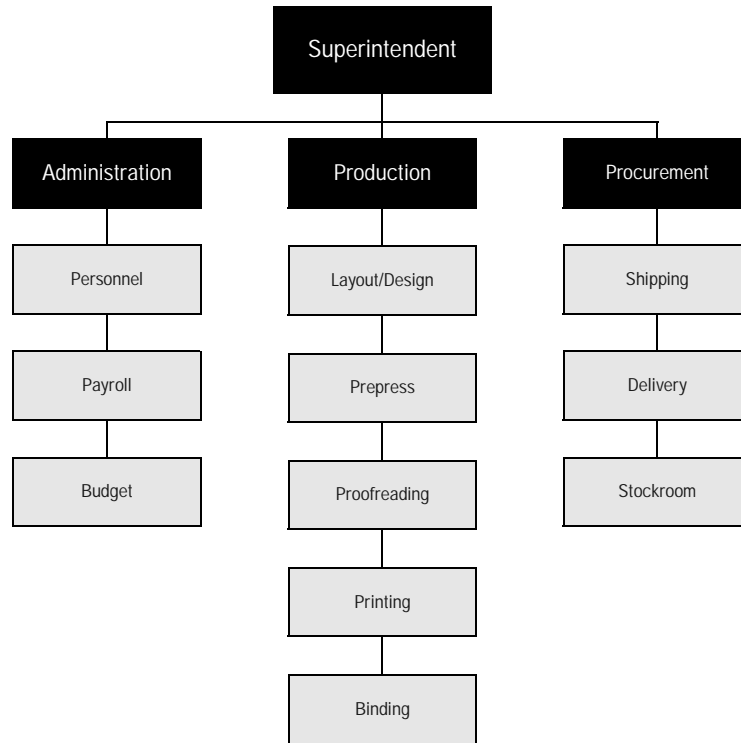 Superintendent
Administration
Production
Procurement
Personnel
Layout/Design
Shipping
Payroll
Prepress
Delivery
Budget
Proofreading
Stockroom
Printing
Binding